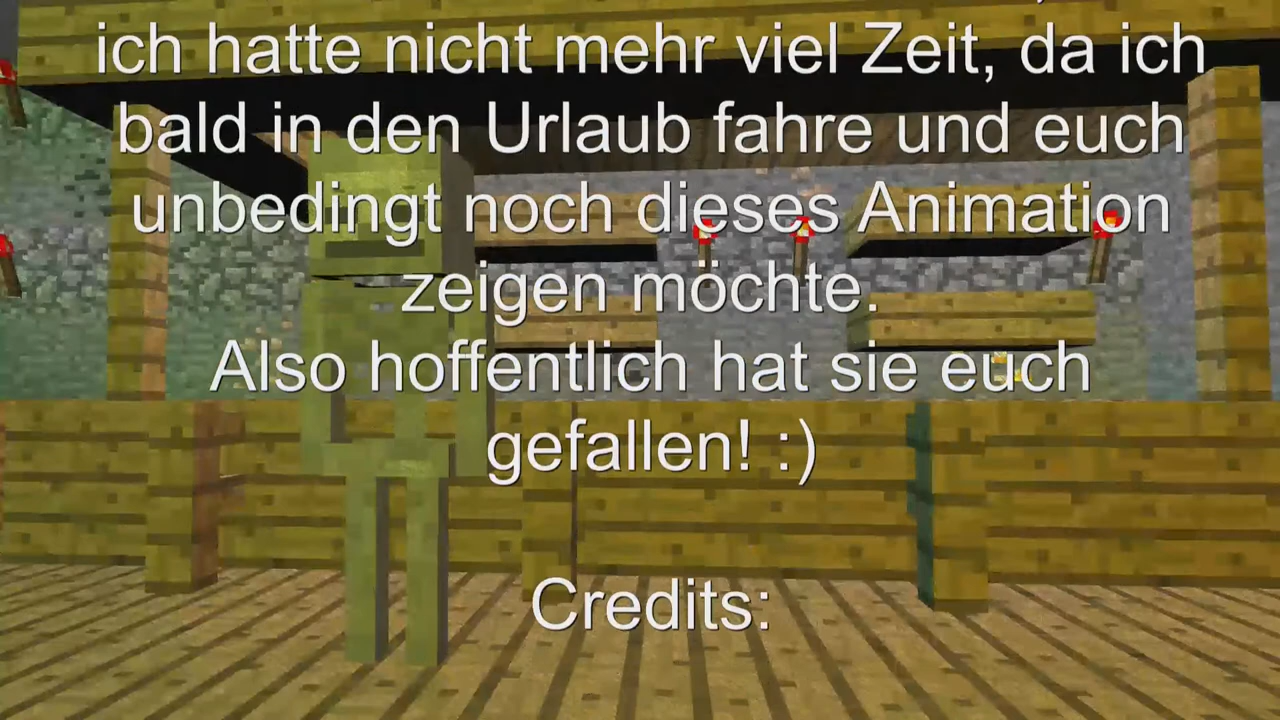 ich hatte nicht mehr viel Zeit, da ich
bald in den Urlaub fahre und euch
unbedingt noch dieses Animation
zeigen möchte.
Also hoffentlich hat sie euch
gefallen! :)
Credits: